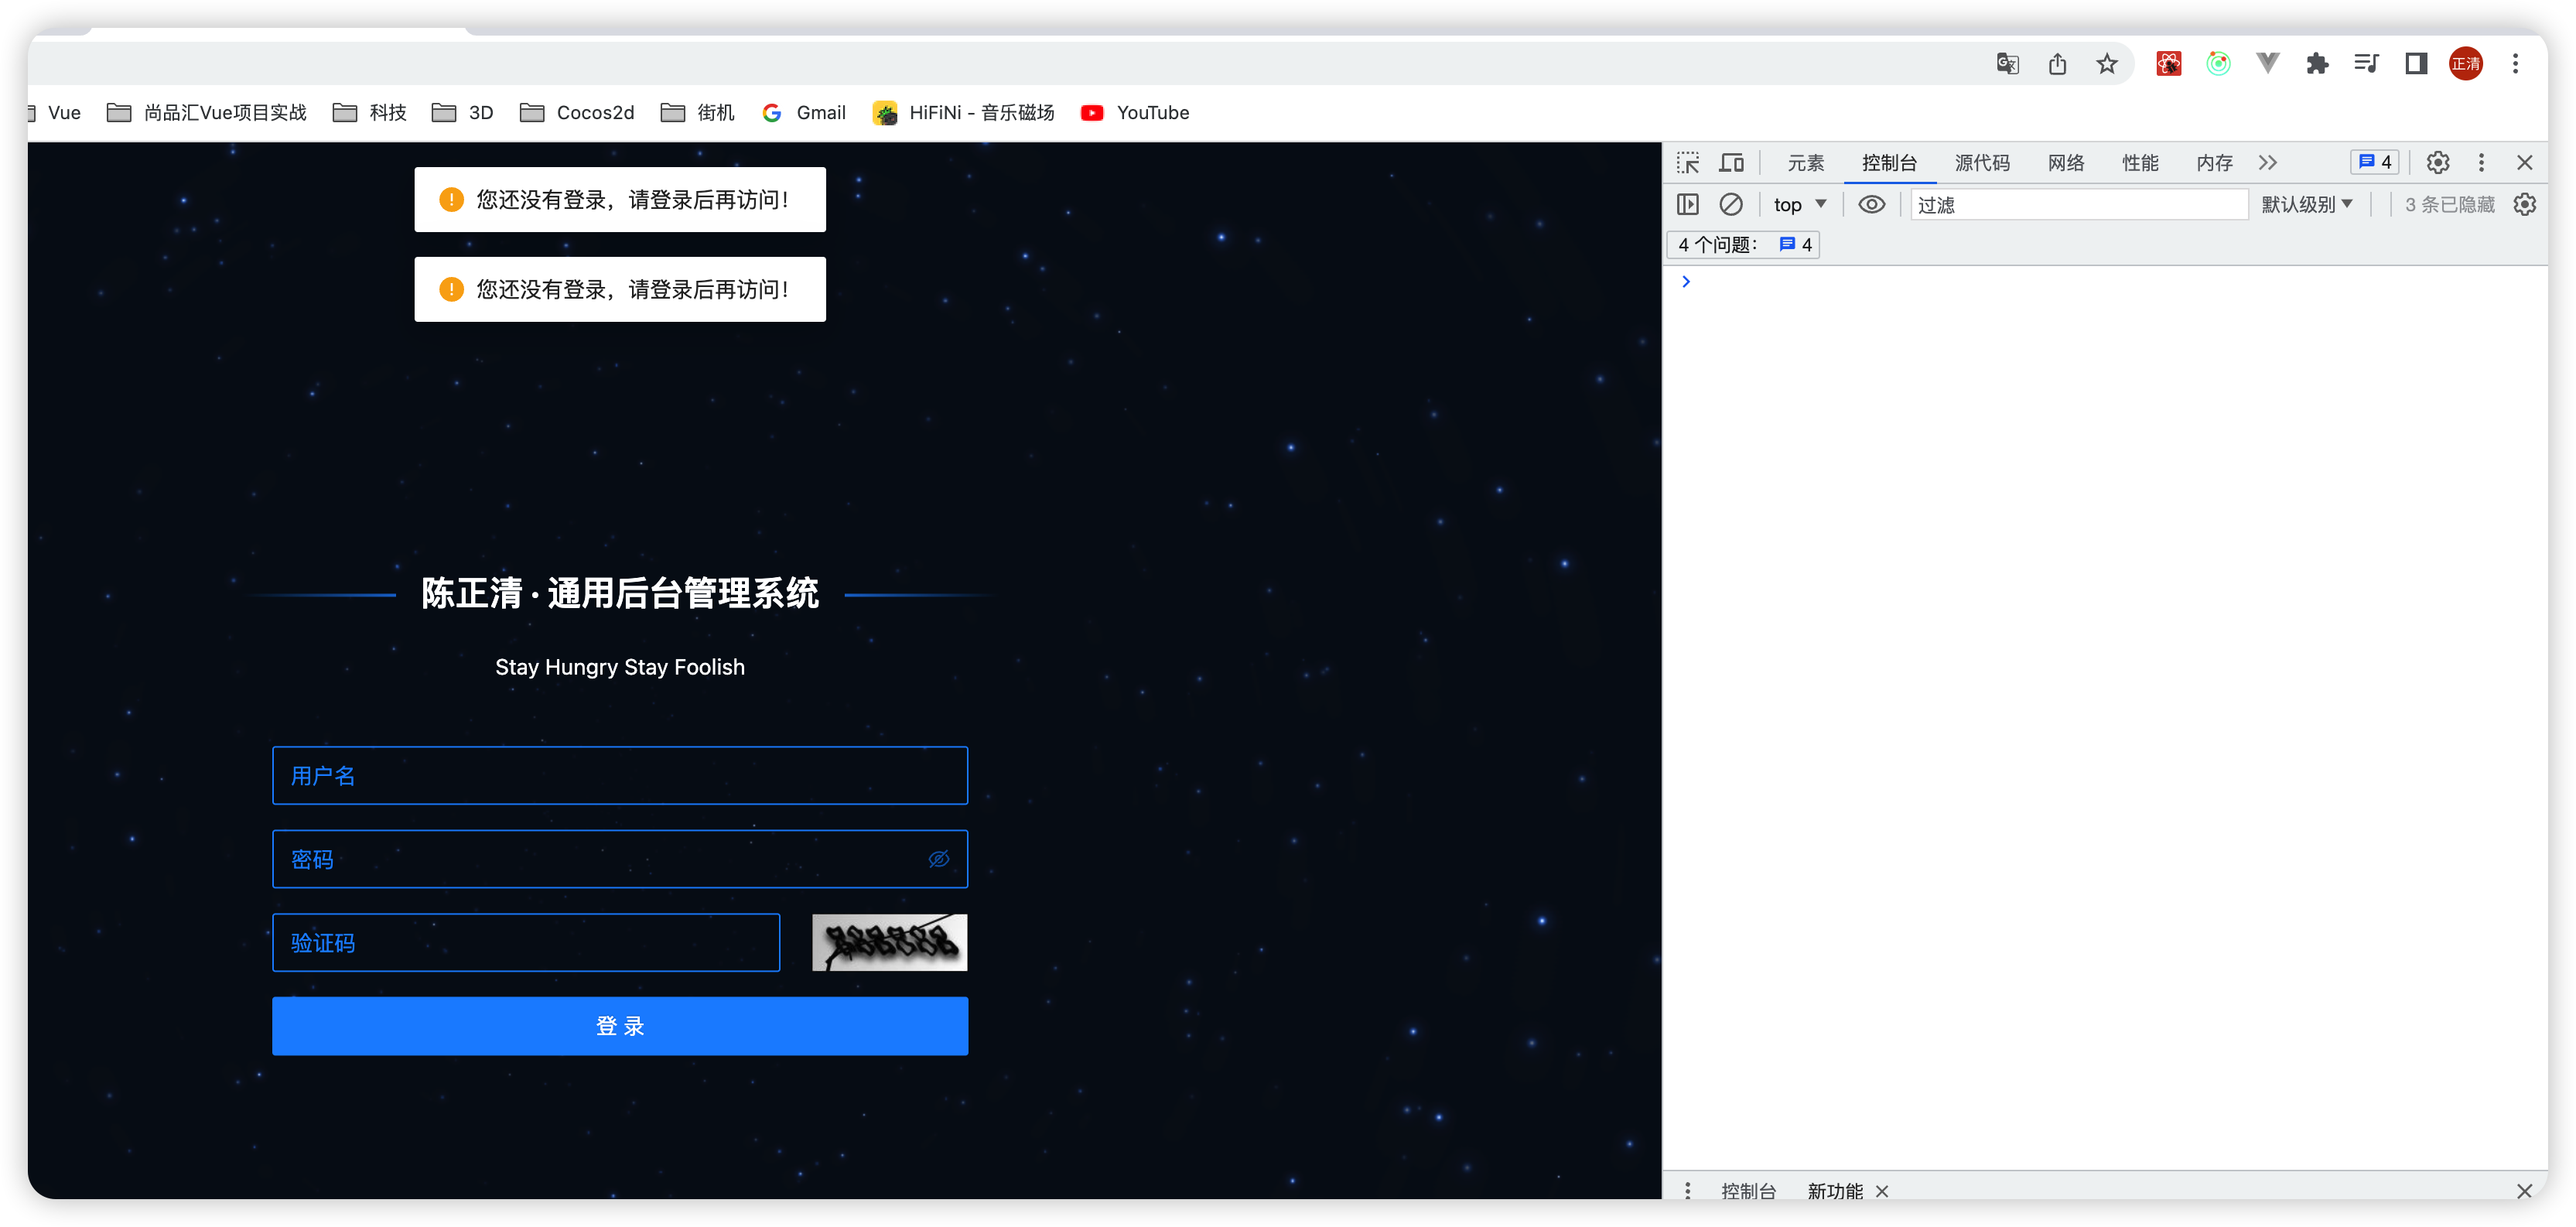 正清
Vue 尚品汇Vue项目实战 科技 3D Cocos2d 街机 Gmail HiFiNi - 音乐磁场 YouTube
您还没有登录，请登录后再访问！
您还没有登录，请登录后再访问！
陈正清 · 通用后台管理系统
Stay Hungry Stay Foolish
用户名
密码
验证码
登 录
元素 控制台 源代码 网络 性能 内存 4
top 过滤 默认级别 3 条已隐藏
4 个问题： 4
控制台 新功能